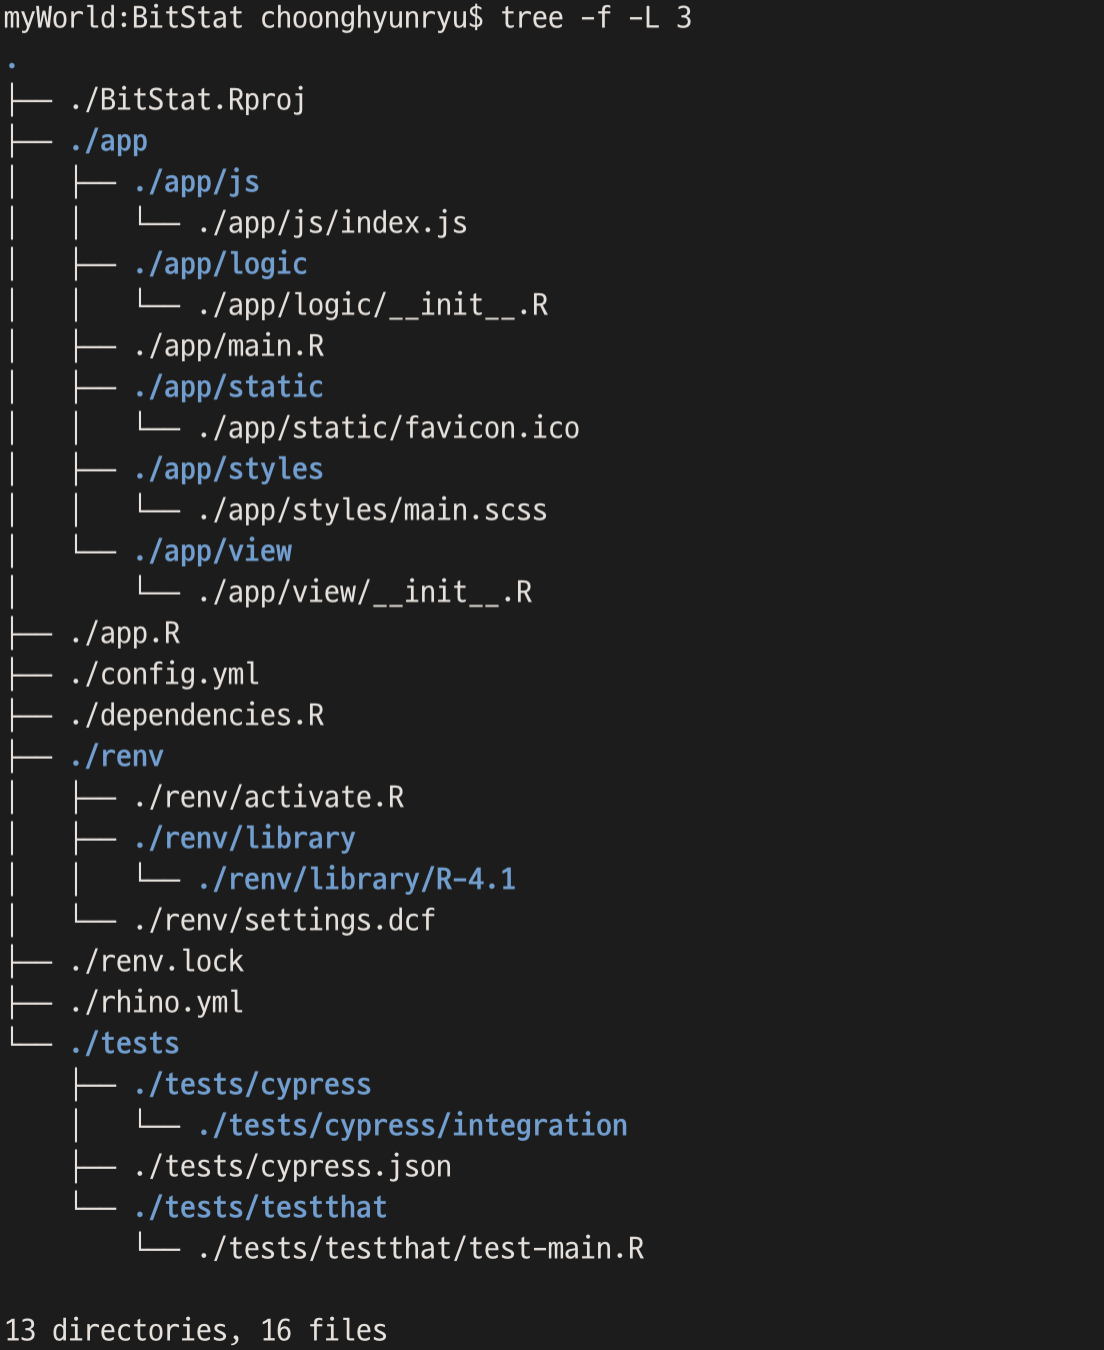 myWorld:BitStat choonghyunryu$ tree -f -L 3
.
├── ./BitStat.Rproj
├── ./app
│   ├── ./app/js
│   │   └── ./app/js/index.js
│   ├── ./app/logic
│   │   └── ./app/logic/__init__.R
│   ├── ./app/main.R
│   ├── ./app/static
│   │   └── ./app/static/favicon.ico
│   ├── ./app/styles
│   │   └── ./app/styles/main.scss
│   └── ./app/view
│       └── ./app/view/__init__.R
├── ./app.R
├── ./config.yml
├── ./dependencies.R
├── ./renv
│   ├── ./renv/activate.R
│   ├── ./renv/library
│   │   └── ./renv/library/R-4.1
│   └── ./renv/settings.dcf
├── ./renv.lock
├── ./rhino.yml
└── ./tests
    ├── ./tests/cypress
    │   └── ./tests/cypress/integration
    ├── ./tests/cypress.json
    └── ./tests/testthat
        └── ./tests/testthat/test-main.R

13 directories, 16 files